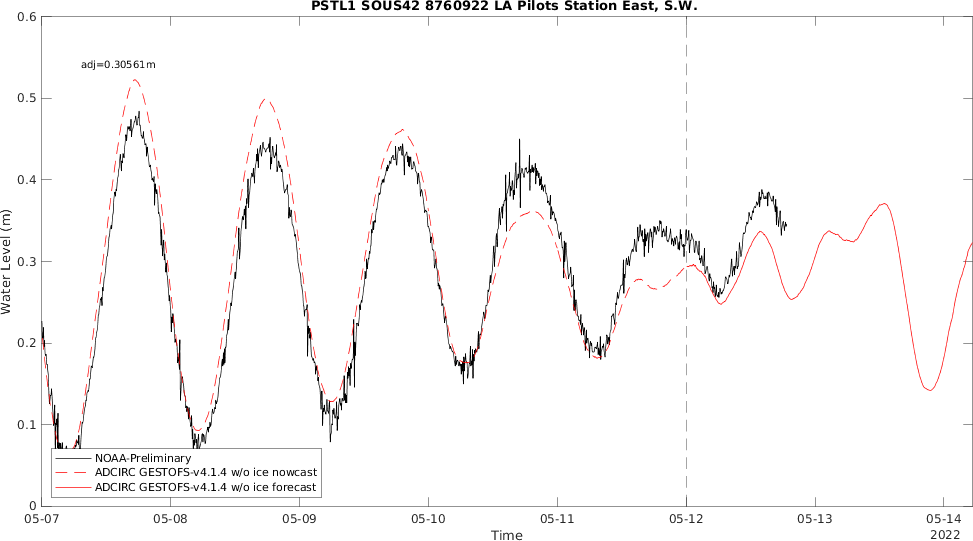 PSTL1 SOUS42 8760922 LA Pilots Station East, S.W.
0.6
adj=0.30561m
0.5
0.4
0.3
0.2
0.1
0
Water Level (m)
NOAA-Preliminary
ADCIRC GESTOFS-v4.1.4 w/o ice nowcast
ADCIRC GESTOFS-v4.1.4 w/o ice forecast
05-07 05-08 05-09 05-10 05-11 05-12 05-13 05-14
Time
2022